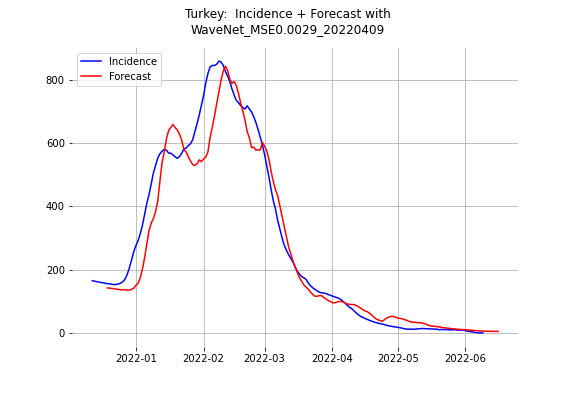 Turkey:  Incidence + Forecast with
WaveNet_MSE0.0029_20220409
Incidence
Forecast
800
600
400
200
0
2022-01
2022-02
2022-03
2022-04
2022-05
2022-06